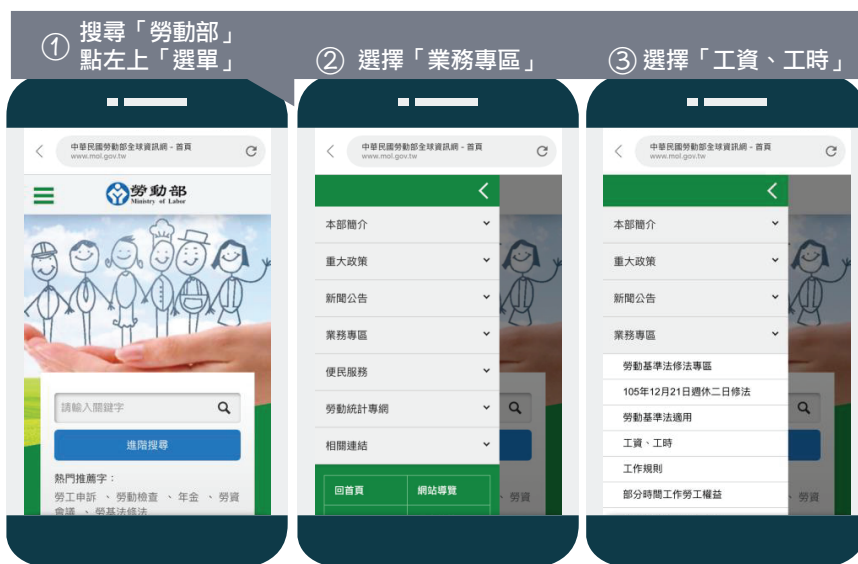 ① 搜尋「勞動部」
點左上「選單」
② 選擇「業務專區」
③ 選擇「工資、工時」
中華民國勞動部全球資訊網 - 首頁
www.mol.gov.tw
勞動部
Ministry of Labor
請輸入關鍵字
進階搜尋
熱門推薦字：
勞工申訴 、 勞動檢查 、 年金 、 勞資
會議 、 勞基法修法
中華民國勞動部全球資訊網 - 首頁
www.mol.gov.tw
本部簡介
重大政策
新聞公告
業務專區
便民服務
勞動統計專網
相關連結
回首頁
網站導覽
、 勞資
中華民國勞動部全球資訊網 - 首頁
www.mol.gov.tw
本部簡介
重大政策
新聞公告
業務專區
勞動基準法修法專區
105年12月21日週休二日修法
勞動基準法適用
工資、工時
工作規則
部分時間工作勞工權益
、 勞資